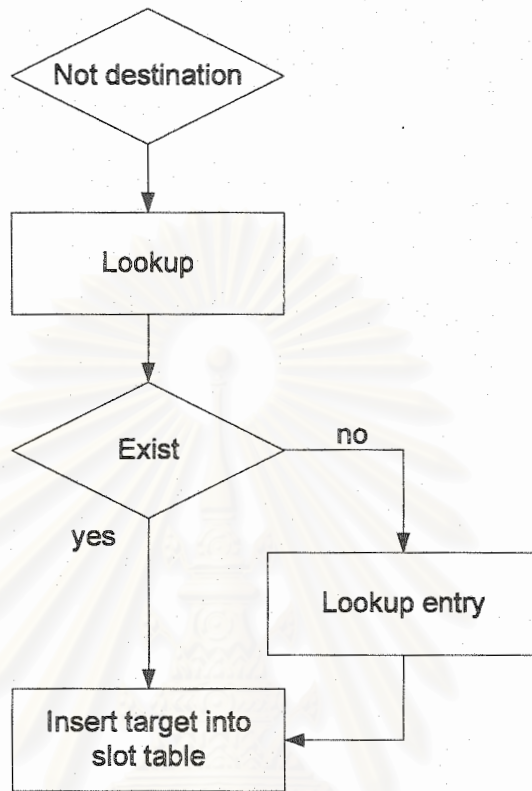 Not destination
Lookup
Exist
no
yes
Lookup entry
Insert target into
slot table